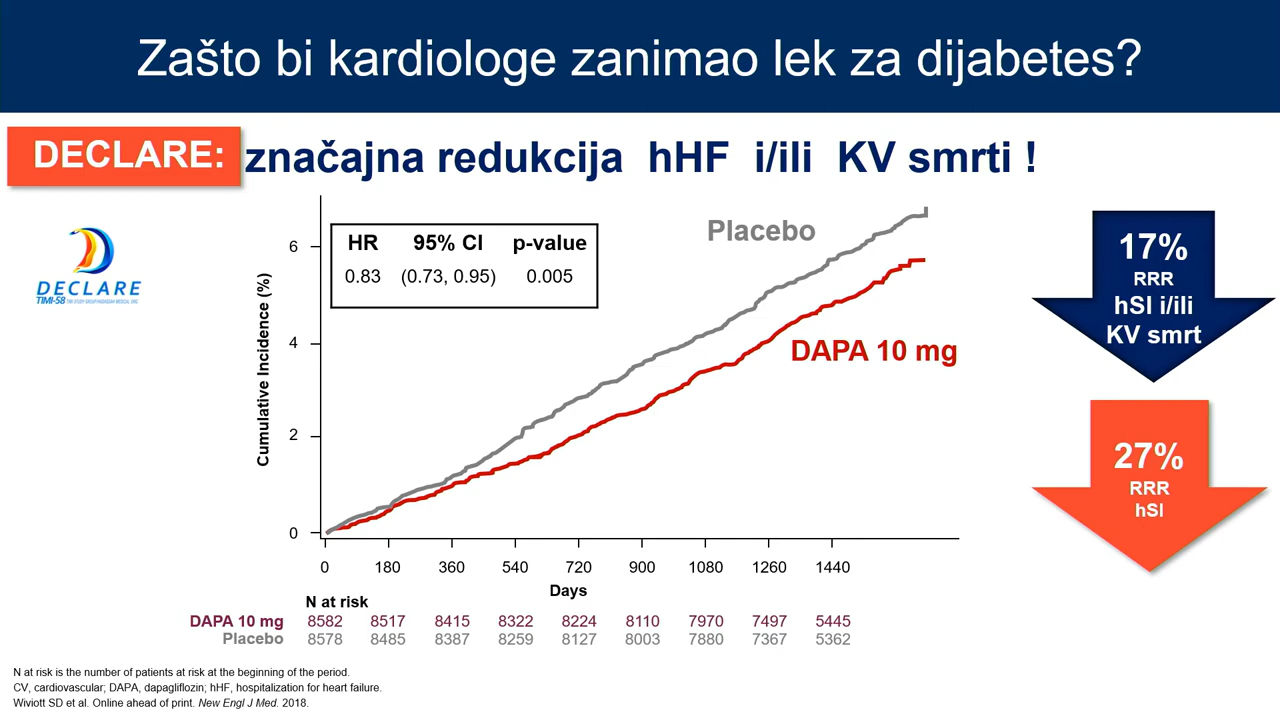 Zašto bi kardiologe zanimao lek za dijabetes?
DECLARE: značajna redukcija hHF i/ili KV smrti !
DECLARE
TIMI-58
HR 95% CI p-value
0.83 (0.73, 0.95) 0.005
Placebo
DAPA 10 mg
Cumulative Incidence (%)
6
4
2
0
0 180 360 540 720 900 1080 1260 1440
Days
N at risk
DAPA 10 mg 8582 8517 8415 8322 8224 8110 7970 7497 5445
Placebo 8578 8485 8387 8259 8127 8003 7880 7367 5362
17%
RRR
hSI i/ili
KV smrt
27%
RRR
hSI
N at risk is the number of patients at risk at the beginning of the period.
CV, cardiovascular; DAPA, dapagliflozin; hHF, hospitalization for heart failure.
Wiviott SD et al. Online ahead of print. New Engl J Med. 2018.